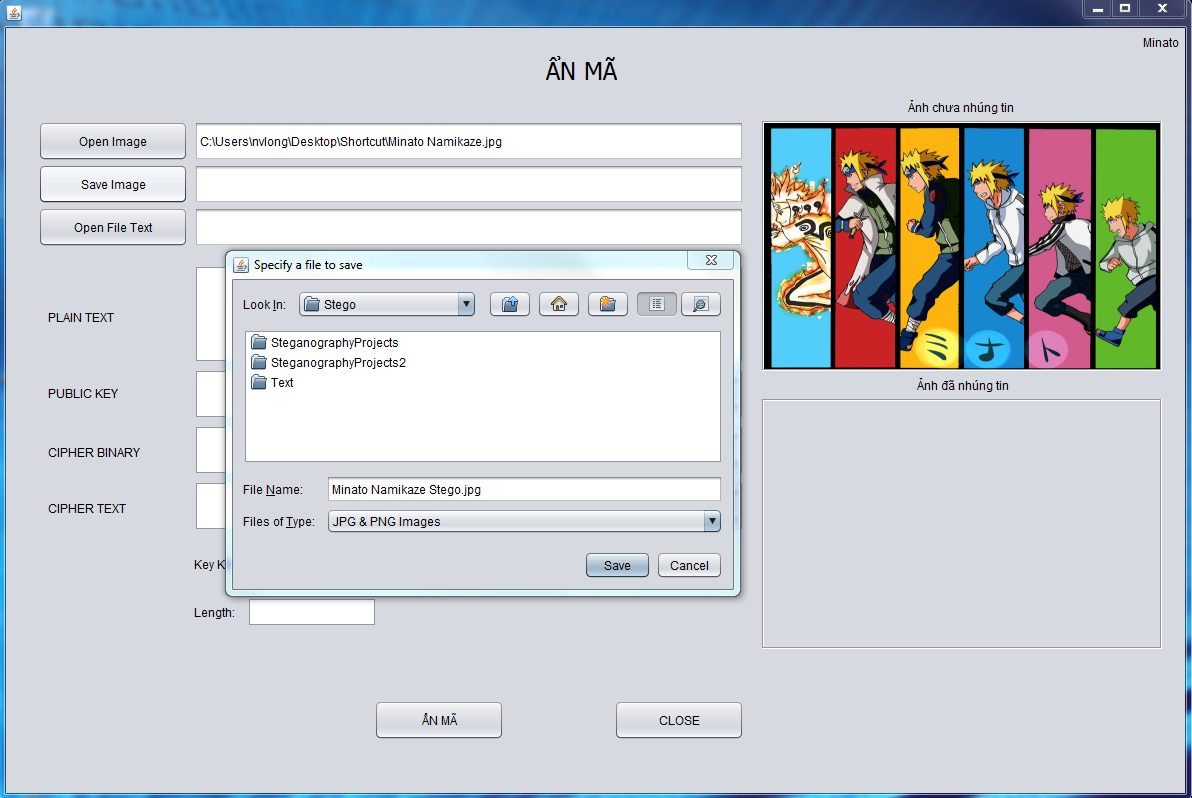 Minato
ẨN MÃ
Ảnh chưa nhúng tin
Open Image
C:\Users\nvlong\Desktop\Shortcut\Minato Namikaze.jpg
Save Image
Open File Text
ミナト
Specify a file to save
Look In:
Stego
SteganographyProjects
SteganographyProjects2
Text
File Name:
Minato Namikaze Stego.jpg
Files of Type:
JPG & PNG Images
Save
Cancel
PLAIN TEXT
PUBLIC KEY
CIPHER BINARY
CIPHER TEXT
Key K
Length:
Ảnh đã nhúng tin
ẨN MÃ
CLOSE